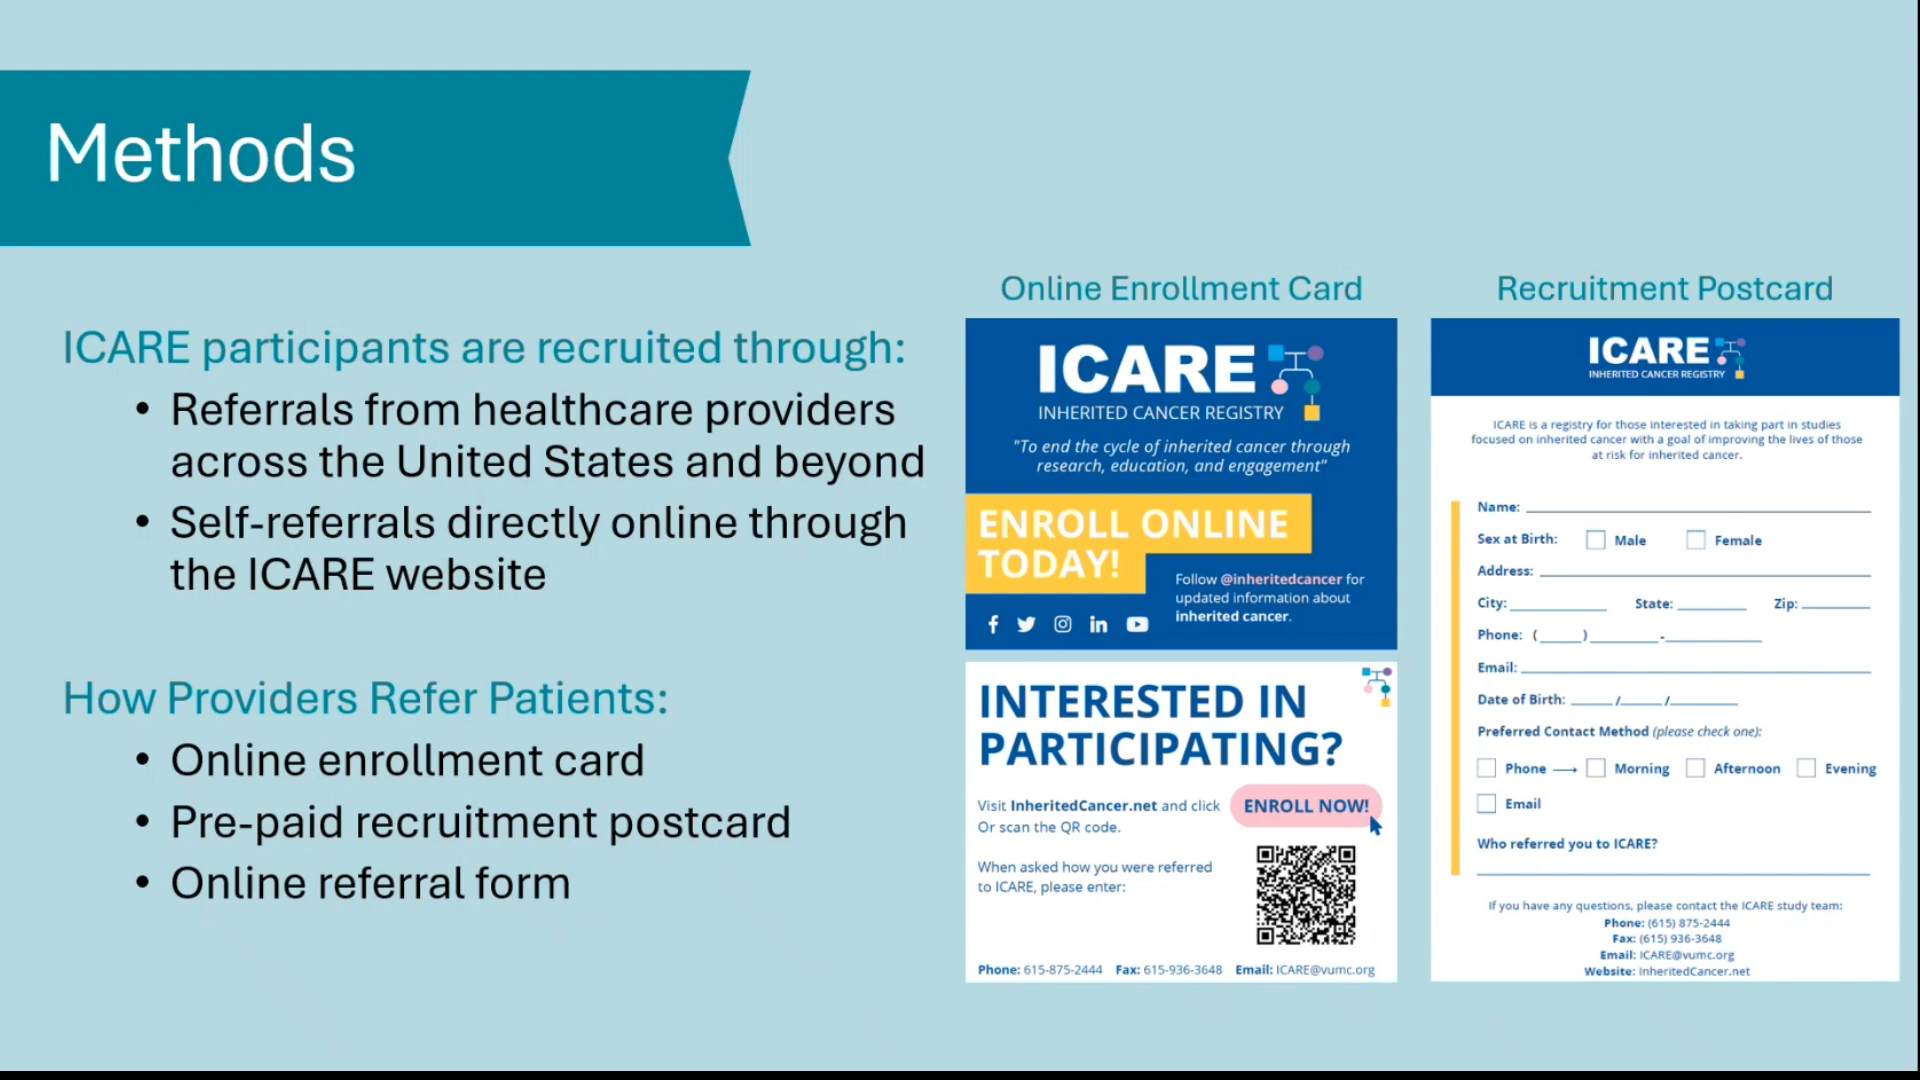 Methods
ICARE participants are recruited through:
• Referrals from healthcare providers
across the United States and beyond
• Self-referrals directly online through
the ICARE website
How Providers Refer Patients:
• Online enrollment card
• Pre-paid recruitment postcard
• Online referral form
Online Enrollment Card
ICARE
INHERITED CANCER REGISTRY
"To end the cycle of inherited cancer through
research, education, and engagement"
ENROLL ONLINE
TODAY!
Follow @inheritedcancer for
updated information about
inherited cancer.
INTERESTED IN
PARTICIPATING?
Visit InheritedCancer.net and click ENROLL NOW!
Or scan the QR code.
When asked how you were referred
to ICARE, please enter:
Phone: 615-875-2444 Fax: 615-936-3648 Email: ICARE@vumc.org
Recruitment Postcard
ICARE
INHERITED CANCER REGISTRY
ICARE is a registry for those interested in taking part in studies
focused on inherited cancer with a goal of improving the lives of those
at risk for inherited cancer.
Name:
Sex at Birth: Male Female
Address:
City: State: Zip:
Phone: ( ) -
Email:
Date of Birth: / /
Preferred Contact Method (please check one):
Phone → Morning Afternoon Evening
Email
Who referred you to ICARE?
If you have any questions, please contact the ICARE study team:
Phone: (615) 875-2444
Fax: (615) 936-3648
Email: ICARE@vumc.org
Website: InheritedCancer.net